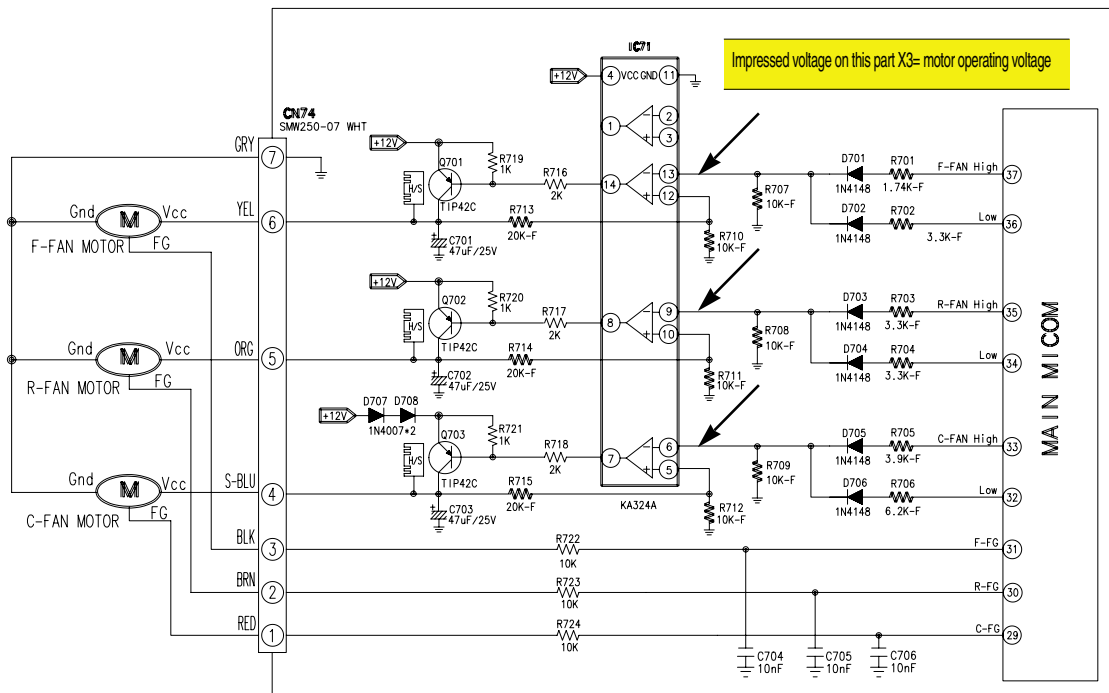 IC71
Impressed voltage on this part X3= motor operating voltage
+12V
4
VCC
GND
11
CN74
SMW250-07 WHT
+12V
1
2
3
GRY
7
Q701
R719
1K
R716
2K
14
13
12
D701
1N4148
R701
1.74K-F
F-FAN High
37
H/S
TIP42C
R707
10K-F
D702
1N4148
R702
3.3K-F
Low
36
Gnd
M
Vcc
YEL
6
R713
20K-F
FG
F-FAN MOTOR
C701
47uF/25V
R710
10K-F
+12V
Q702
R720
1K
R717
2K
8
9
10
D703
1N4148
R703
3.3K-F
R-FAN High
35
H/S
TIP42C
R708
10K-F
D704
1N4148
R704
3.3K-F
Low
34
Gnd
M
Vcc
ORG
5
R714
20K-F
FG
R-FAN MOTOR
C702
47uF/25V
R711
10K-F
+12V
D707
D708
1N4007*2
Q703
R721
1K
R718
2K
7
6
5
D705
1N4148
R705
3.9K-F
C-FAN High
33
H/S
TIP42C
R709
10K-F
D706
1N4148
R706
6.2K-F
Low
32
Gnd
M
Vcc
S-BLU
4
R715
20K-F
KA324A
FG
C-FAN MOTOR
C703
47uF/25V
R712
10K-F
BLK
3
R722
10K
F-FG
31
BRN
2
R723
10K
R-FG
30
RED
1
R724
10K
C-FG
29
C704
10nF
C705
10nF
C706
10nF
MAIN MICOM